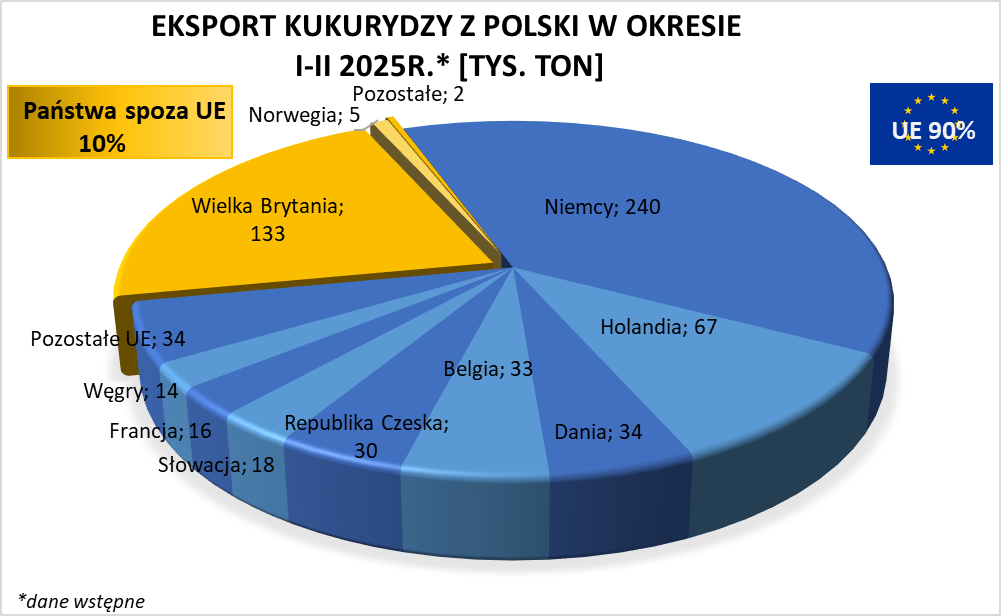 EKSPORT KUKURYDZY Z POLSKI W OKRESIE
I-II 2025R.* [TYS. TON]
Państwa spoza UE
10%
UE 90%
Pozostałe; 2
Norwegia; 5
Wielka Brytania;
133
Niemcy; 240
Holandia; 67
Pozostałe UE; 34
Belgia; 33
Węgry; 14
Republika Czeska;
30
Francja; 16
Dania; 34
Słowacja; 18
*dane wstępne